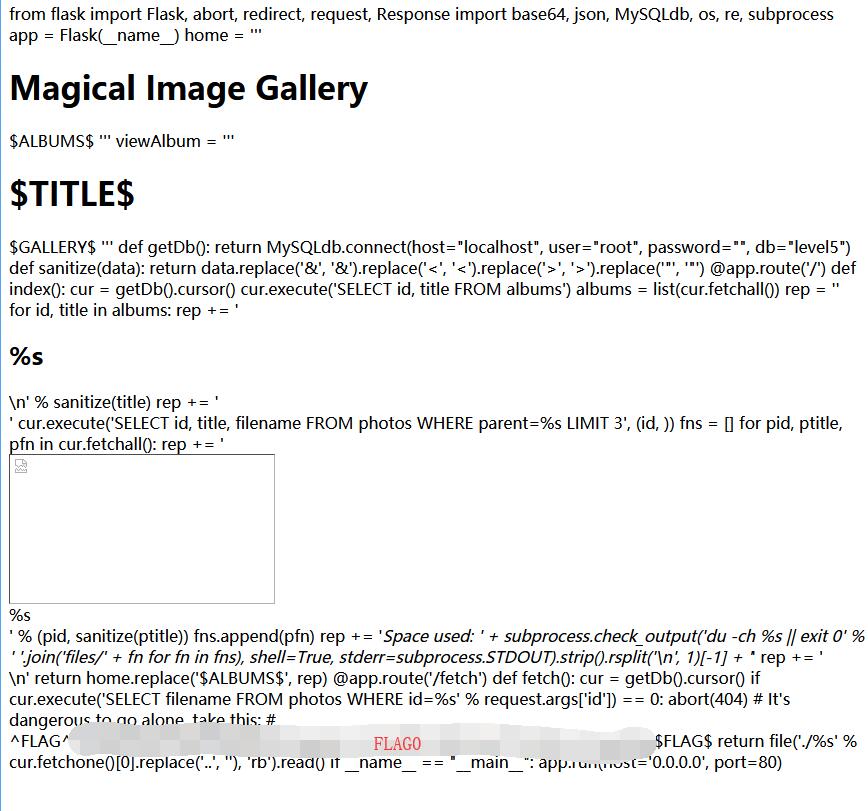 from flask import Flask, abort, redirect, request, Response import base64, json, MySQLdb, os, re, subprocess
app = Flask(__name__) home = '''
Magical Image Gallery
$ALBUMS$ ''' viewAlbum = '''
$TITLE$
$GALLERY$ ''' def getDb(): return MySQLdb.connect(host="localhost", user="root", password="", db="level5")
def sanitize(data): return data.replace('&', '&').replace('<', '<').replace('>', '>').replace('"', '"') @app.route('/') def
index(): cur = getDb().cursor() cur.execute('SELECT id, title FROM albums') albums = list(cur.fetchall()) rep = ''
for id, title in albums: rep += '
%s
\n' % sanitize(title) rep += '
' cur.execute('SELECT id, title, filename FROM photos WHERE parent=%s LIMIT 3', (id, )) fns = [] for pid, ptitle,
pfn in cur.fetchall(): rep += '
%s
' % (pid, sanitize(ptitle)) fns.append(pfn) rep += 'Space used: ' + subprocess.check_output('du -ch %s || exit 0' %
' '.join('files/' + fn for fn in fns), shell=True, stderr=subprocess.STDOUT).strip().rsplit('\n', 1)[-1] + '' rep += '
\n' return home.replace('$ALBUMS$', rep) @app.route('/fetch') def fetch(): cur = getDb().cursor() if
cur.execute('SELECT filename FROM photos WHERE id=%s' % request.args['id']) == 0: abort(404) # It's
dangerous to go alone, take this: #
^FLAG^ FLAG0 $FLAG$ return file('./%s' %
cur.fetchone()[0].replace('..', ''), 'rb').read() if __name__ == "__main__": app.run(host='0.0.0.0', port=80)